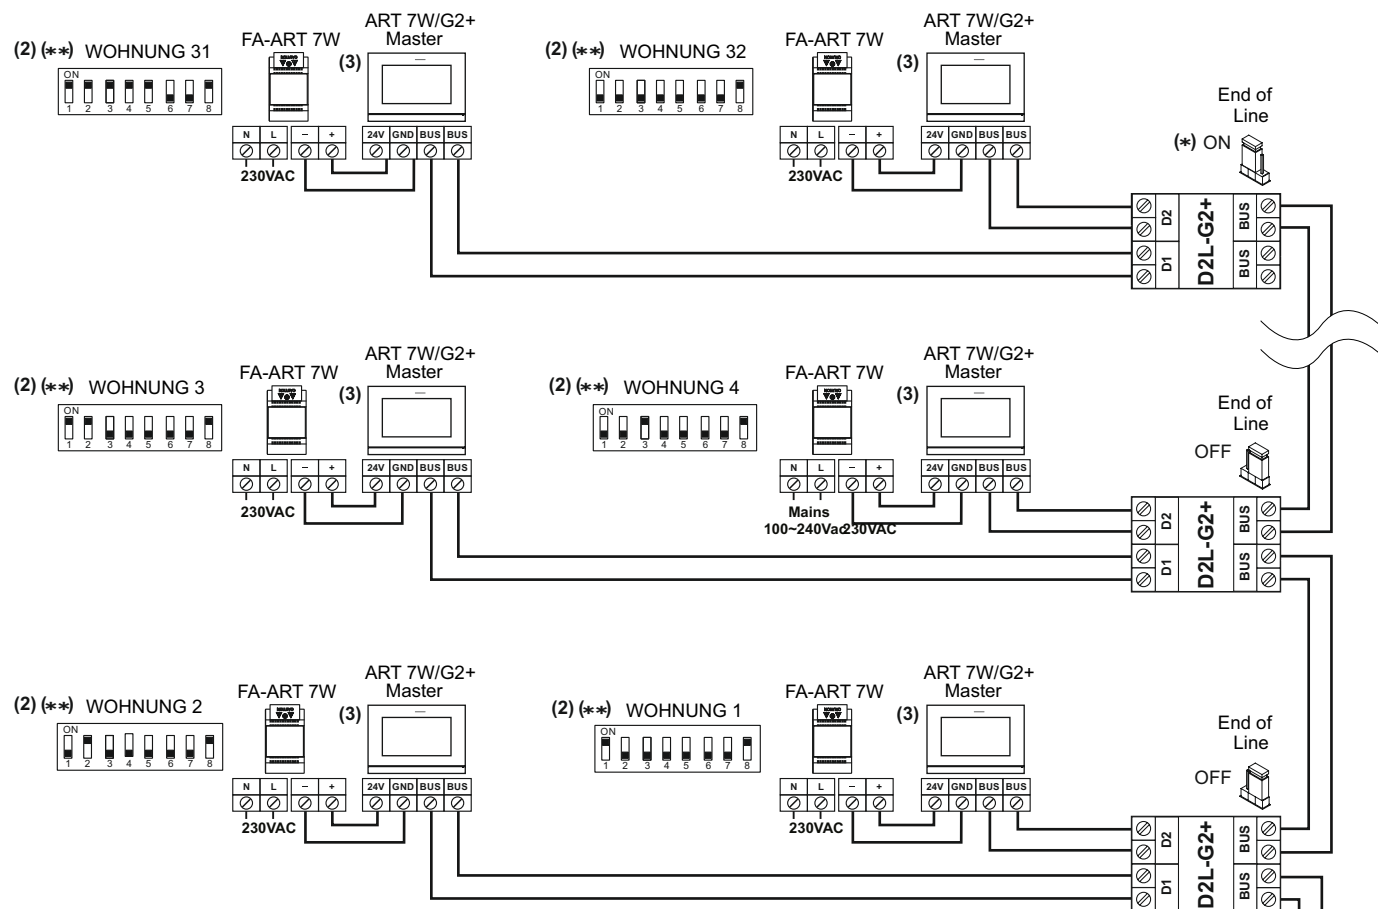 (2) (**) WOHNUNG 31
ON
1 2 3 4 5 6 7 8
FA-ART 7W
ART 7W/G2+
Master
(3)
N L – + 24V GND BUS BUS
230VAC
(2) (**) WOHNUNG 32
ON
1 2 3 4 5 6 7 8
FA-ART 7W
ART 7W/G2+
Master
(3)
N L – + 24V GND BUS BUS
230VAC
End of
Line
(*) ON
D2 D1 D2L-G2+ BUS BUS
(2) (**) WOHNUNG 3
ON
1 2 3 4 5 6 7 8
FA-ART 7W
ART 7W/G2+
Master
(3)
N L – + 24V GND BUS BUS
230VAC
(2) (**) WOHNUNG 4
ON
1 2 3 4 5 6 7 8
FA-ART 7W
ART 7W/G2+
Master
(3)
N L – + 24V GND BUS BUS
Mains
100~240Vac 230VAC
End of
Line
OFF
D2 D1 D2L-G2+ BUS BUS
(2) (**) WOHNUNG 2
ON
1 2 3 4 5 6 7 8
FA-ART 7W
ART 7W/G2+
Master
(3)
N L – + 24V GND BUS BUS
230VAC
(2) (**) WOHNUNG 1
ON
1 2 3 4 5 6 7 8
FA-ART 7W
ART 7W/G2+
Master
(3)
N L – + 24V GND BUS BUS
230VAC
End of
Line
OFF
D2 D1 D2L-G2+ BUS BUS